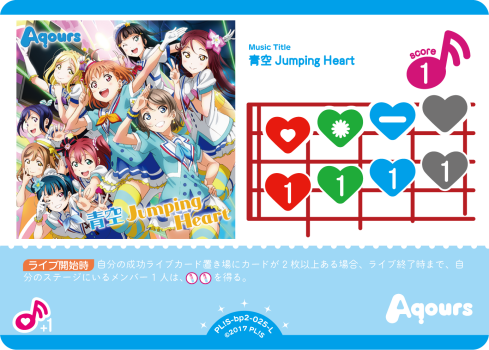 Aqours
青空 Jumping Heart
Music Title
青空 Jumping Heart
score
1
1 1 1 1
ライブ開始時 自分の成功ライブカード置き場にカードが2枚以上ある場合、ライブ終了時まで、自
分のステージにいるメンバー1人は、を得る。
+1
PL!S-bp2-025-L
©2017 PL!S
Aqours